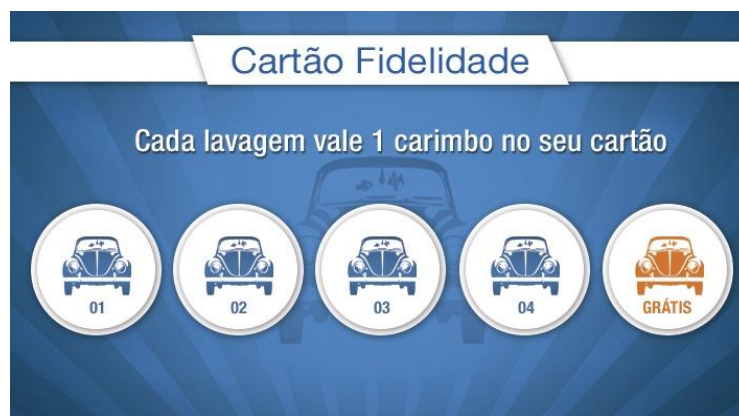 Cartão Fidelidade
Cada lavagem vale 1 carimbo no seu cartão
01 02 03 04 GRÁTIS